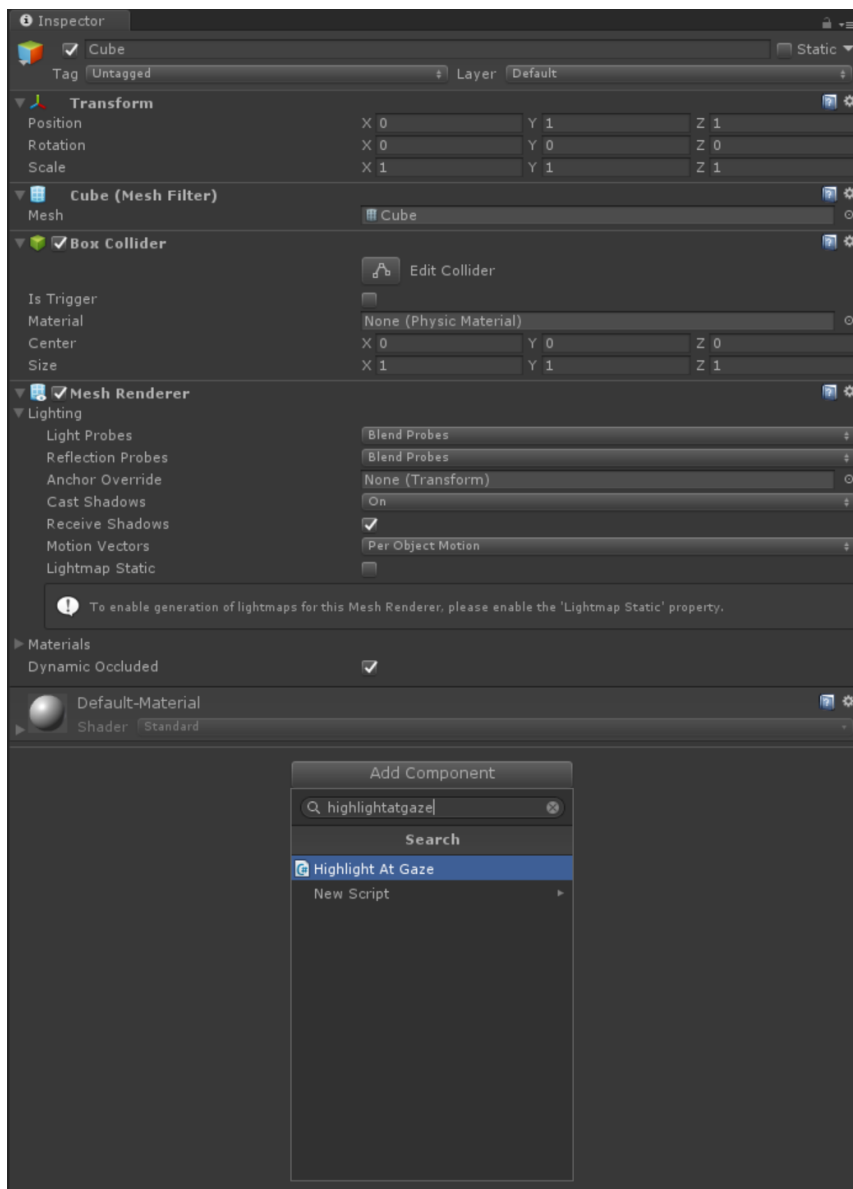 Inspector
Cube Static
Tag Untagged Layer Default
Transform
Position X 0 Y 1 Z 1
Rotation X 0 Y 0 Z 0
Scale X 1 Y 1 Z 1
Cube (Mesh Filter)
Mesh Cube
Box Collider
Edit Collider
Is Trigger
Material None (Physic Material)
Center X 0 Y 0 Z 0
Size X 1 Y 1 Z 1
Mesh Renderer
Lighting
Light Probes Blend Probes
Reflection Probes Blend Probes
Anchor Override None (Transform)
Cast Shadows On
Receive Shadows
Motion Vectors Per Object Motion
Lightmap Static
To enable generation of lightmaps for this Mesh Renderer, please enable the 'Lightmap Static' property.
Materials
Dynamic Occluded
Default-Material
Shader Standard
Add Component
highlightatgaze
Search
Highlight At Gaze
New Script